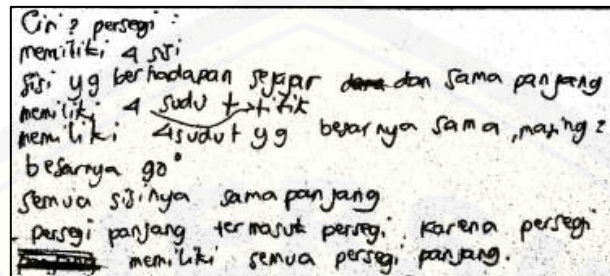 Ciri2 persegi :
memiliki 4 sisi
sisi yg berhadapan sejajar dan sama panjang
memiliki 4 sudut titik
memiliki 4 sudut yg besarnya sama, masing2
besarnya 90°
semua sisinya sama panjang
persegi panjang termasuk persegi karena persegi
memiliki semua persegi panjang.